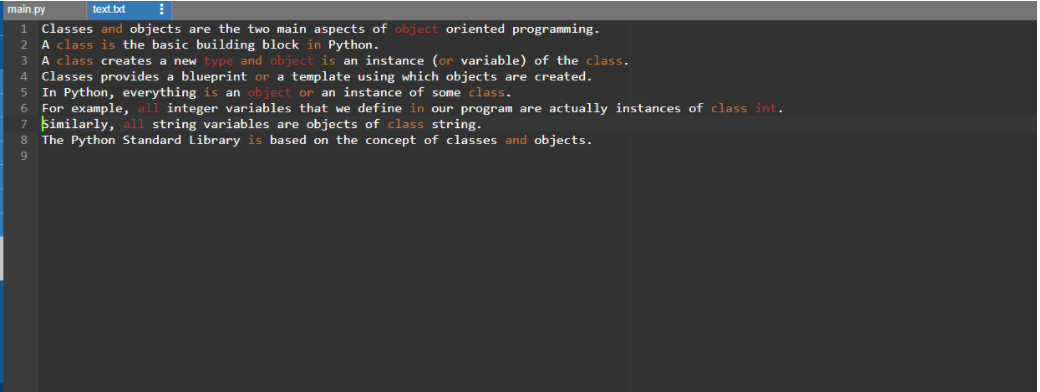 main.py text.txt
1 Classes and objects are the two main aspects of object oriented programming.
2 A class is the basic building block in Python.
3 A class creates a new type and object is an instance (or variable) of the class.
4 Classes provides a blueprint or a template using which objects are created.
5 In Python, everything is an object or an instance of some class.
6 For example, all integer variables that we define in our program are actually instances of class int.
7 Similarly, all string variables are objects of class string.
8 The Python Standard Library is based on the concept of classes and objects.
9